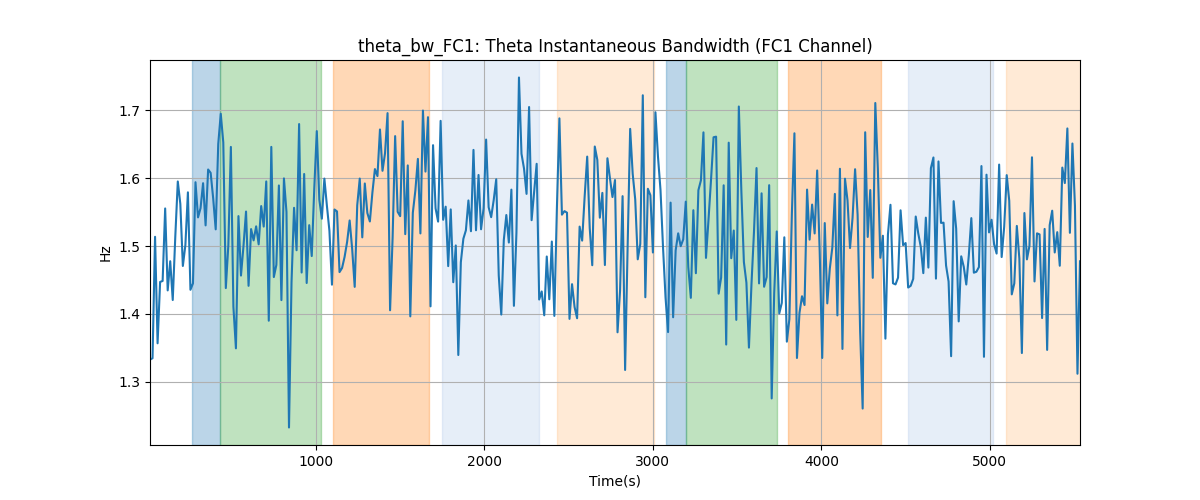 theta_bw_FC1: Theta Instantaneous Bandwidth (FC1 Channel)
1.7
1.6
1.5
1.4
1.3
Hz
1000 2000 3000 4000 5000
Time(s)